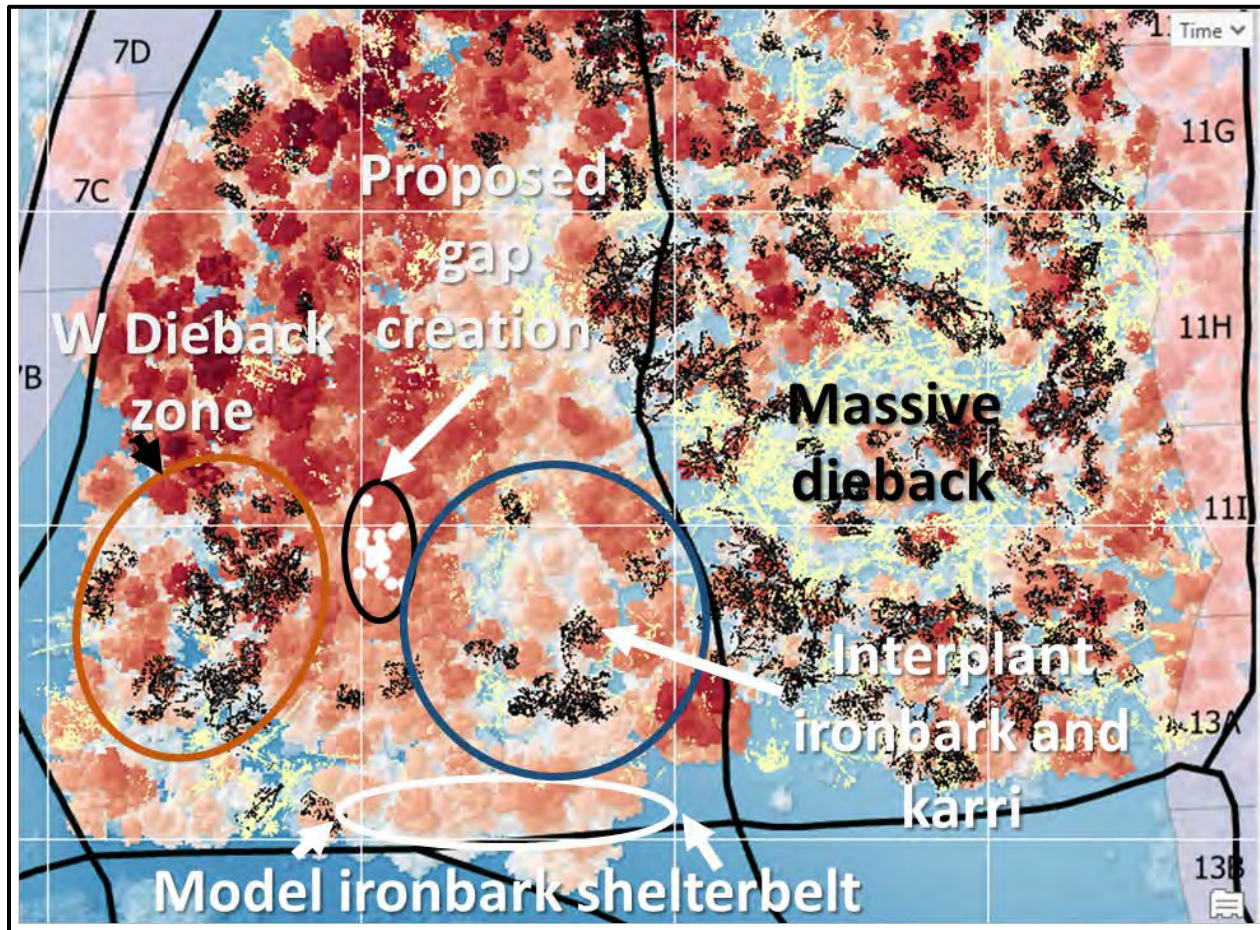 7D
Time
7C
11G
Proposed
gap
creation
W Dieback
zone
11H
7B
Massive
dieback
11I
Interplant
ironbark and
karri
13A
Model ironbark shelterbelt
13B